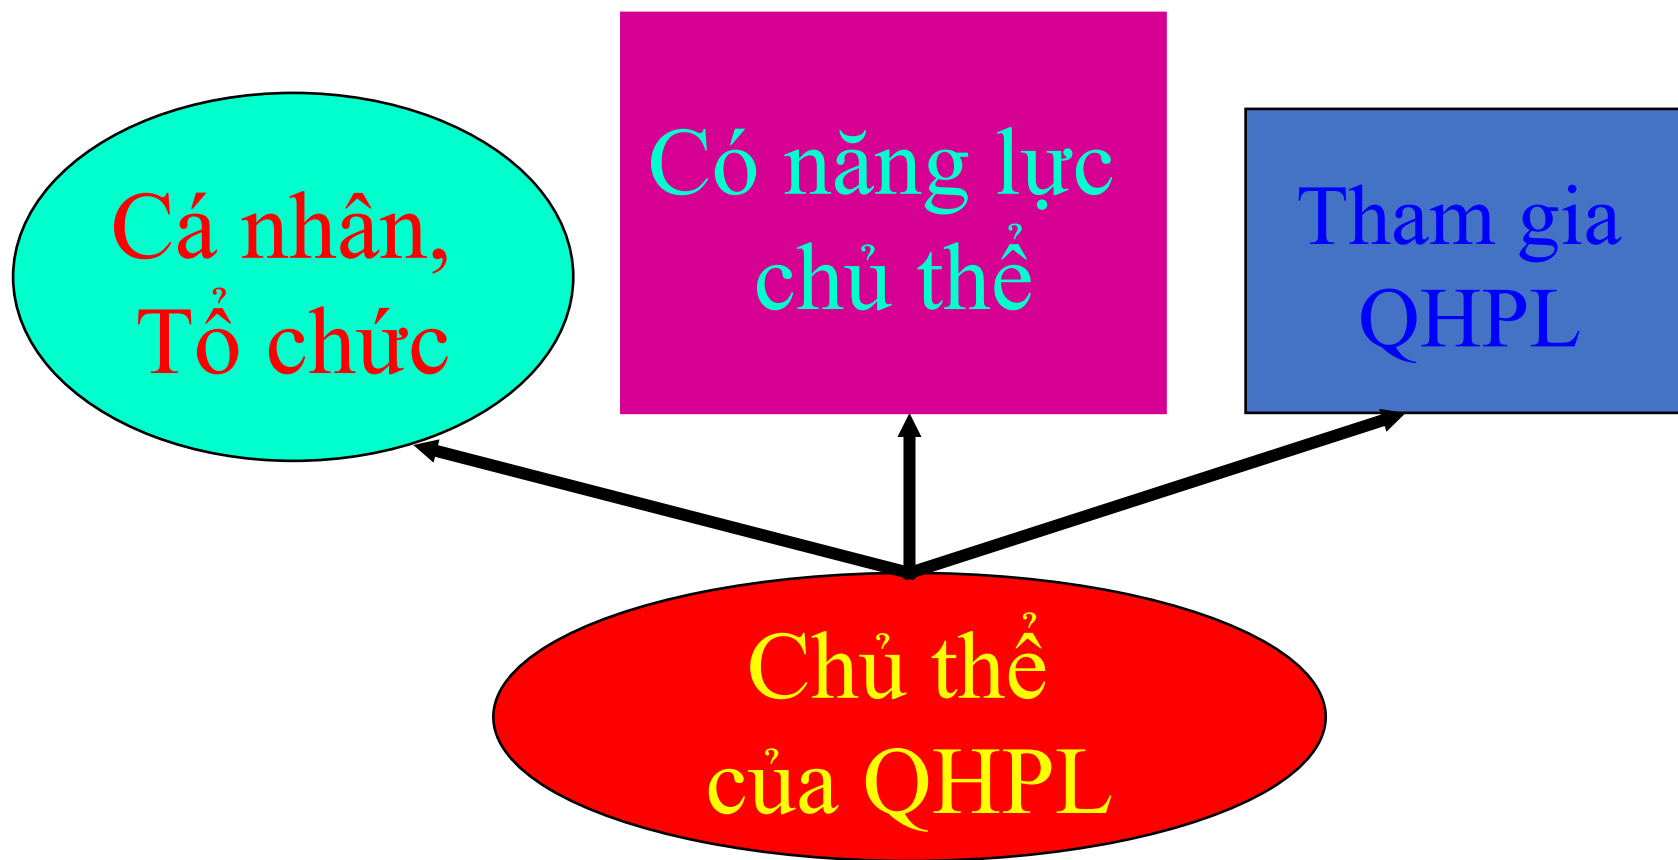 Cá nhân,
Tổ chức
Có năng lực
chủ thể
Tham gia
QHPL
Chủ thể
của QHPL